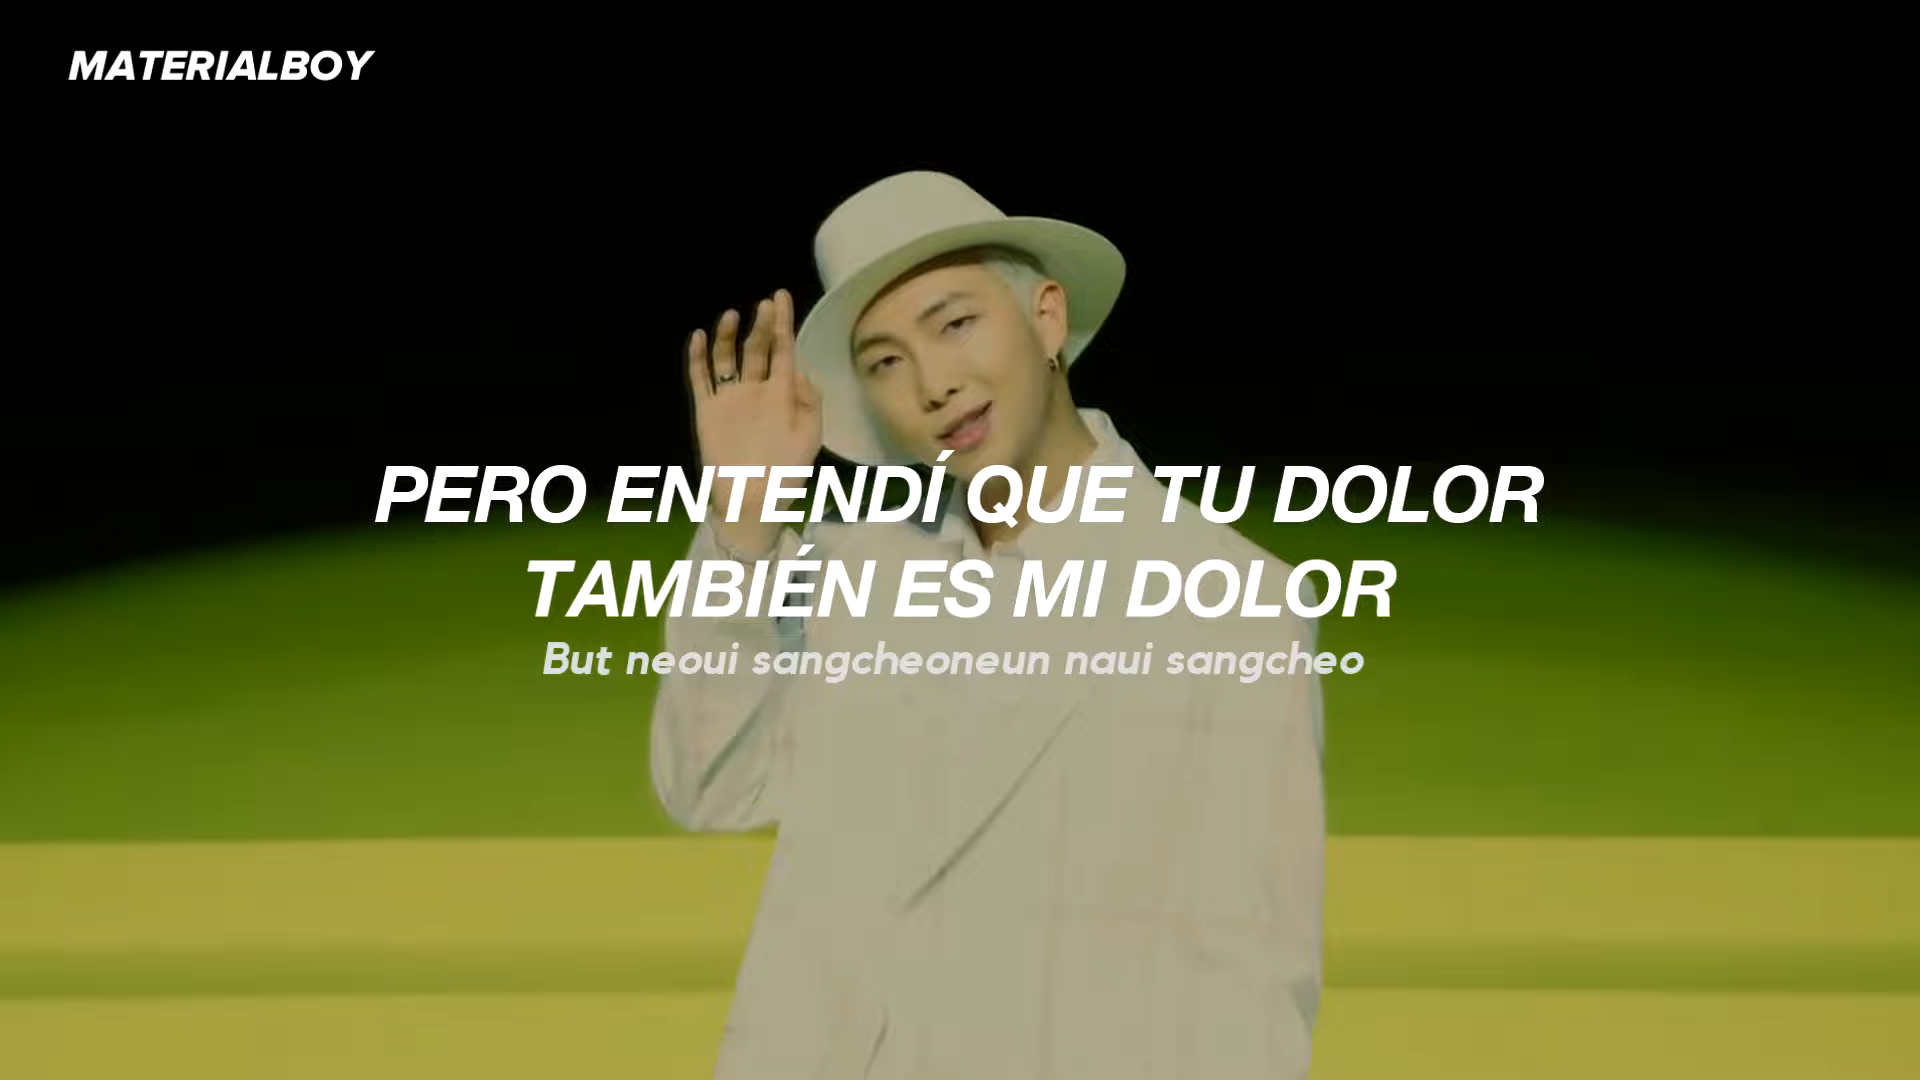 MATERIALBOY
PERO ENTENDÍ QUE TU DOLOR
TAMBIÉN ES MI DOLOR
But neoui sangcheoneun naui sangcheo